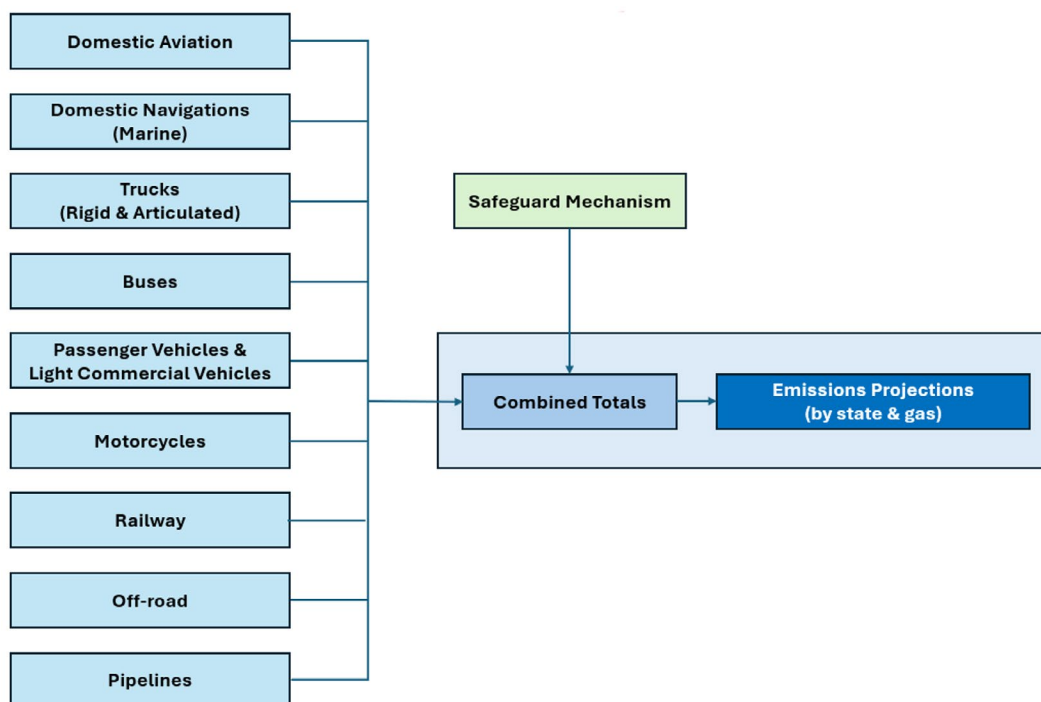 Domestic Aviation
Domestic Navigations
(Marine)
Trucks
(Rigid & Articulated)
Safeguard Mechanism
Buses
Passenger Vehicles &
Light Commercial Vehicles
Combined Totals
Emissions Projections
(by state & gas)
Motorcycles
Railway
Off-road
Pipelines